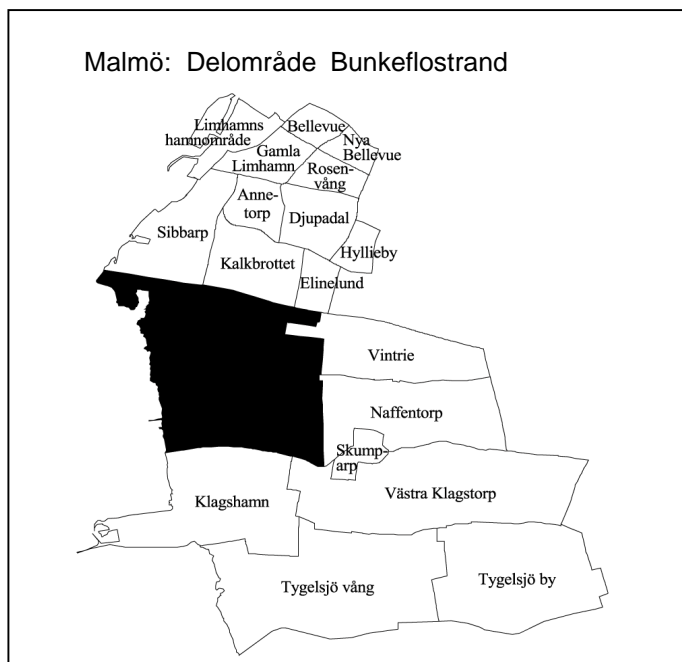 Malmö: Delområde Bunkeflostrand
Limhamns
hamnområde
Bellevue
Nya
Bellevue
Gamla
Limhamn
Rosen-
vång
Anne-
torp
Djupadal
Sibbarp
Hyllieby
Kalkbrottet
Elinelund
Vintrie
Naffentorp
Skump-
arp
Västra Klagstorp
Klagshamn
Tygelsjö vång
Tygelsjö by